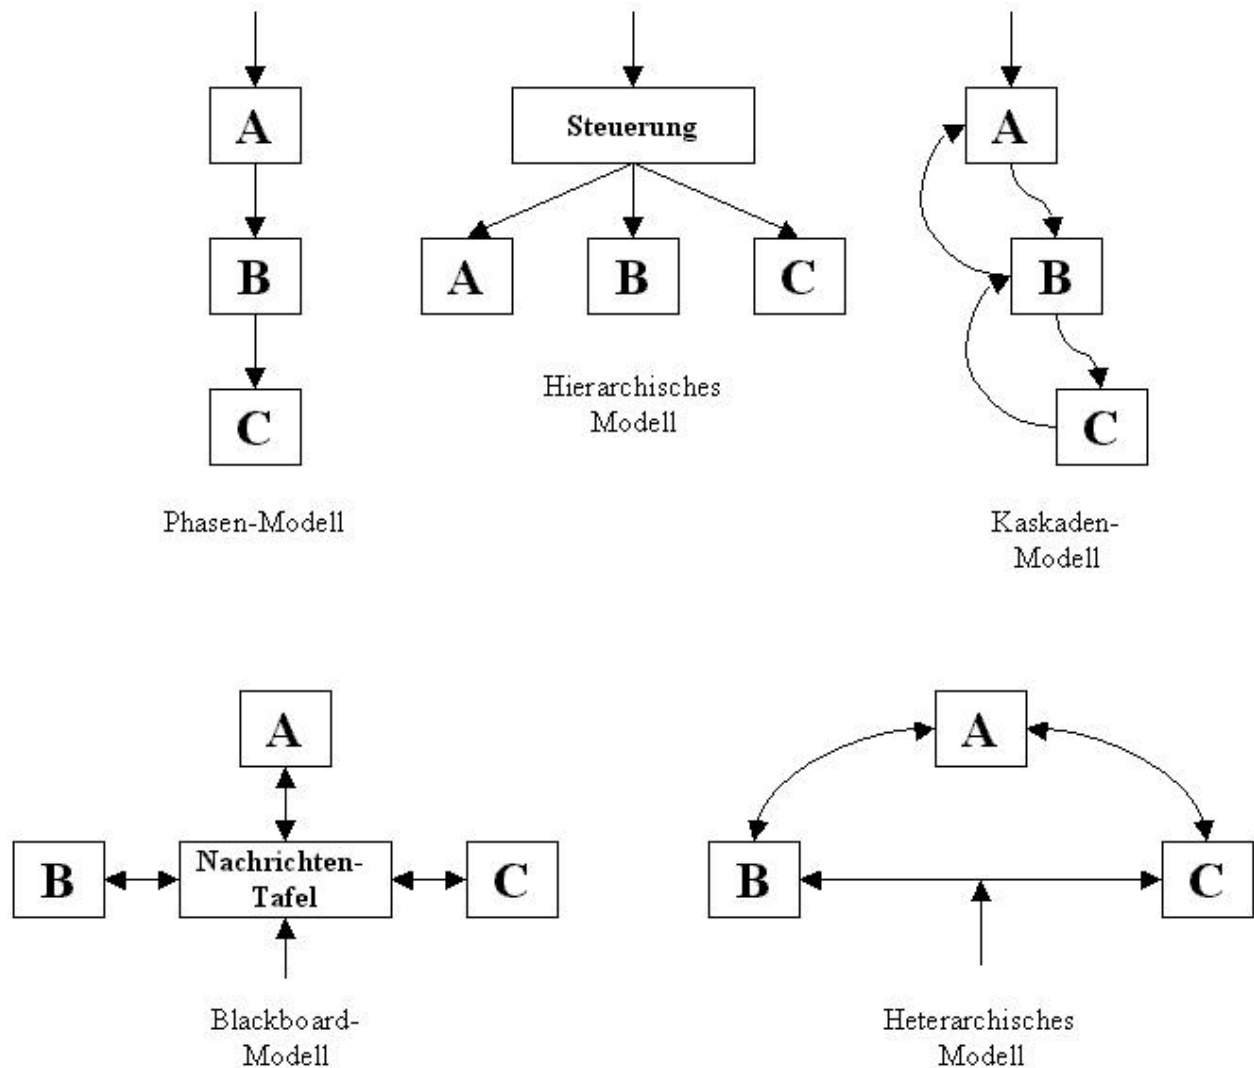 A
B
C
Phasen-Modell
Steuerung
A
B
C
Hierarchisches
Modell
A
B
C
Kaskaden-
Modell
A
B
Nachrichten-
Tafel
C
Blackboard-
Modell
A
B
C
Heterarchisches
Modell